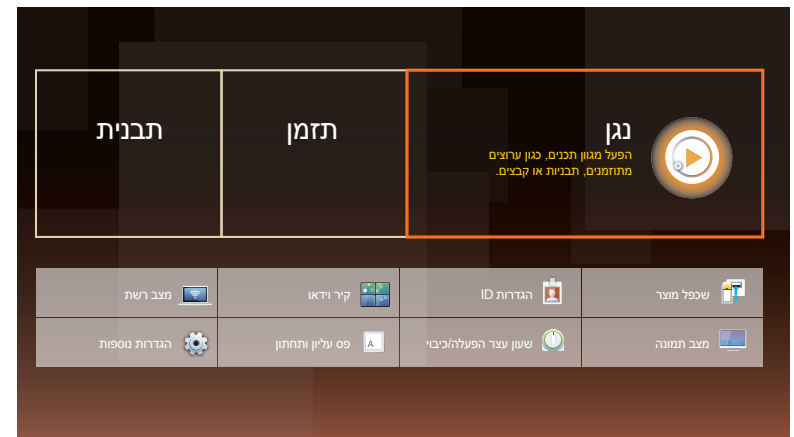 נגן
הפעל מגוון תכנים, כגון ערוצים
מתוזמנים, תבניות או קבצים.
תזמן
תבנית
שכפל מוצר
הגדרות ID
קיר וידאו
מצב רשת
מצב תמונה
שעון עצר הפעלה/כיבוי
פס עליון ותחתון
A
הגדרות נוספות